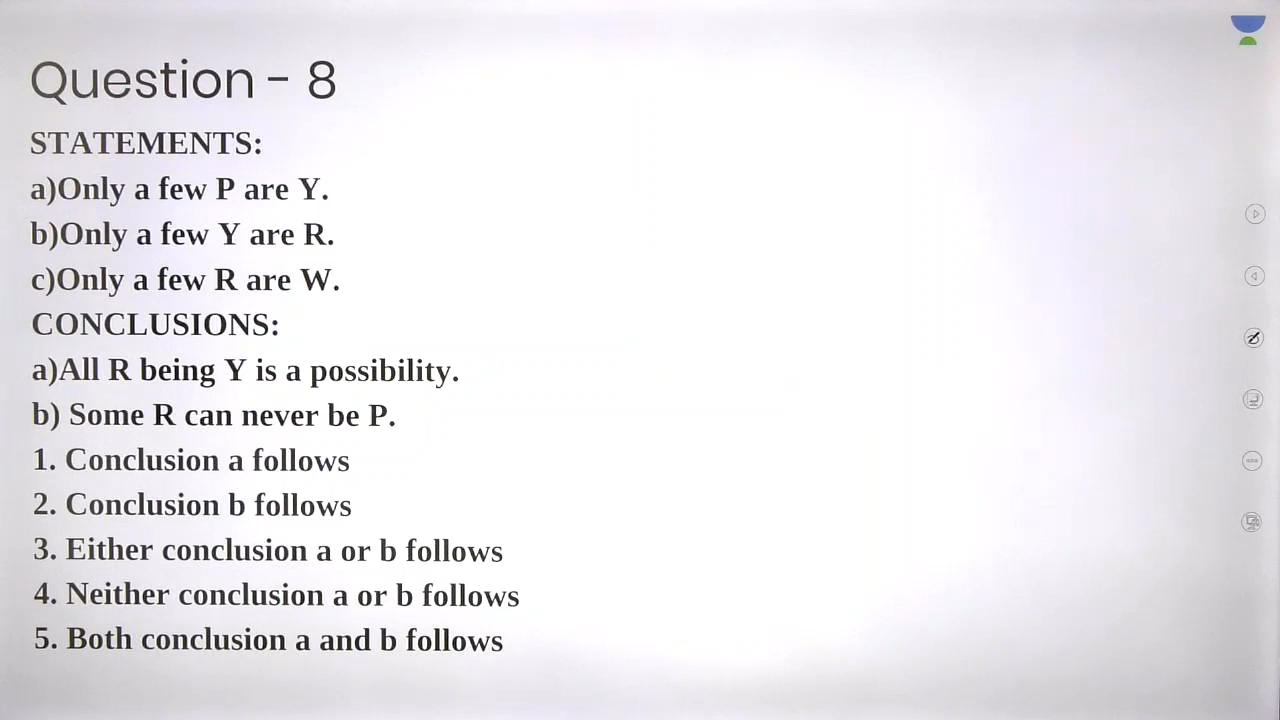 Question - 8
STATEMENTS:
a)Only a few P are Y.
b)Only a few Y are R.
c)Only a few R are W.
CONCLUSIONS:
a)All R being Y is a possibility.
b) Some R can never be P.
1. Conclusion a follows
2. Conclusion b follows
3. Either conclusion a or b follows
4. Neither conclusion a or b follows
5. Both conclusion a and b follows